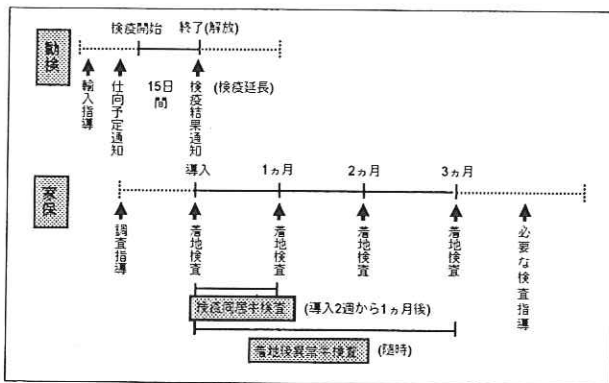 検疫開始 終了(解放)
動検
輸入指導
仕向予定通知
15日間
検疫結果通知
(検疫延長)
導入 1ヵ月 2ヵ月 3ヵ月
家保
調査指導
着地検査
着地検査
着地検査
着地検査
必要な検査指導
検疫同居牛検査 (導入2週から1ヵ月後)
着地後異常牛検査 (随時)